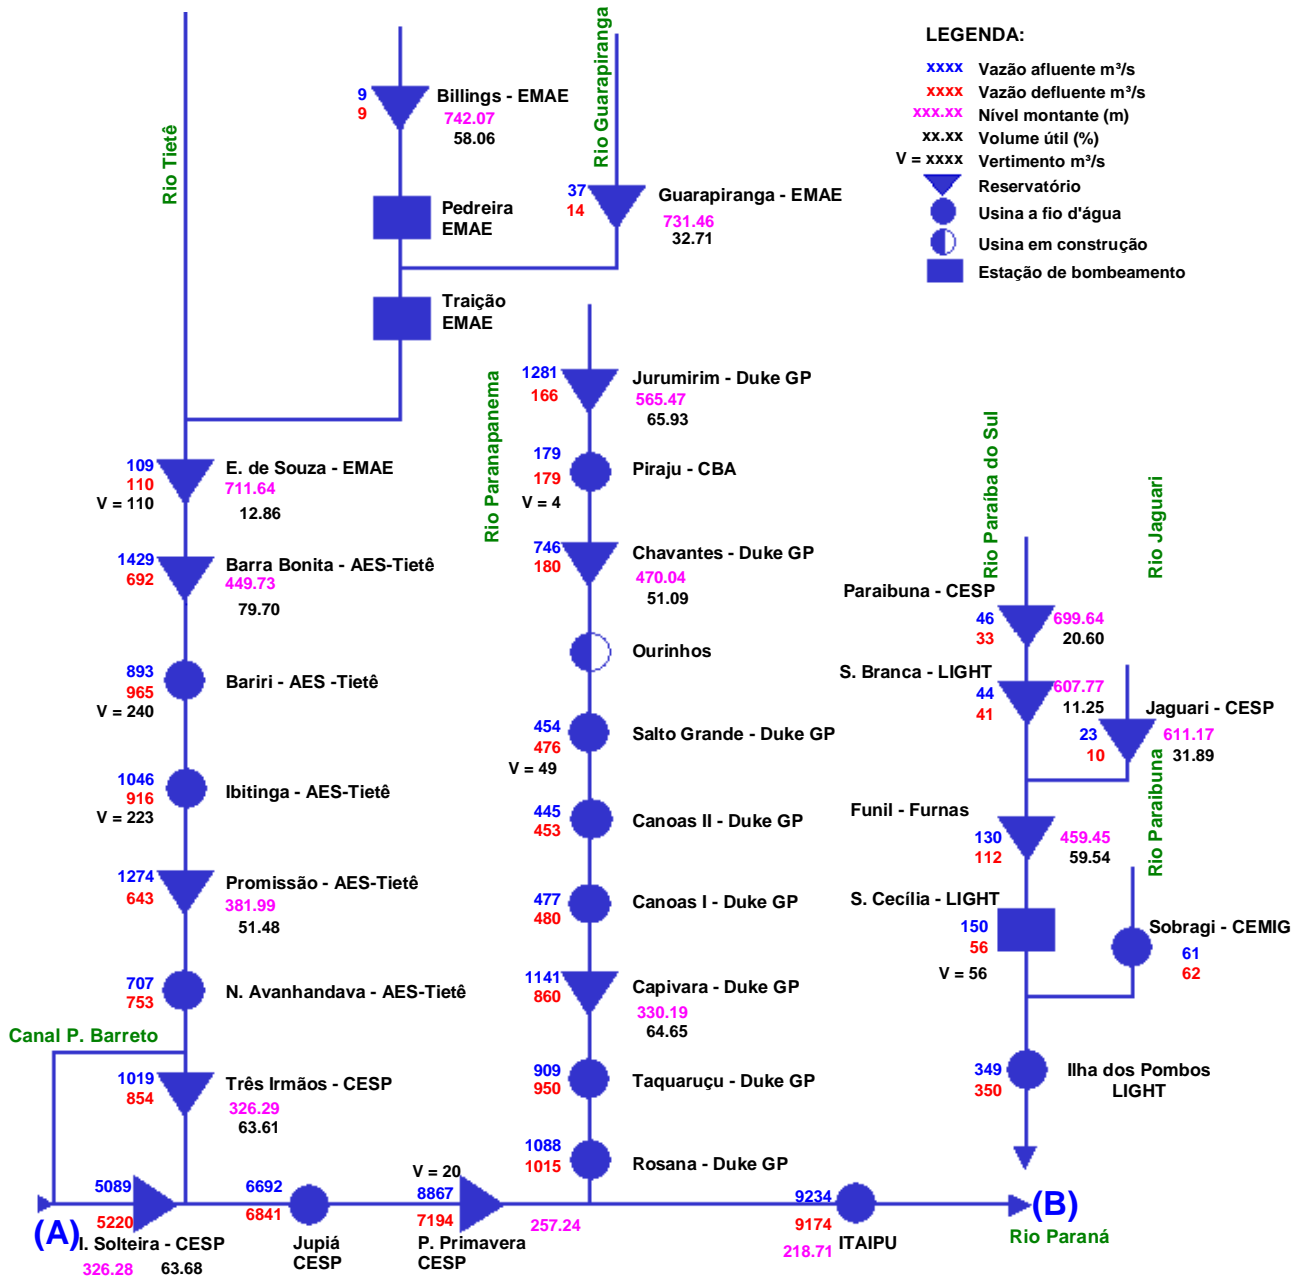 LEGENDA:
xxxx Vazão afluente m³/s
xxxx Vazão defluente m³/s
xxx.xx Nível montante (m)
xx.xx Volume útil (%)
V = xxxx Vertimento m³/s
Reservatório
Usina a fio d'água
Usina em construção
Estação de bombeamento
Rio Tietê
9
9
Billings - EMAE
742.07
58.06
Rio Guarapiranga
Pedreira
EMAE
37
14
Guarapiranga - EMAE
731.46
32.71
Traição
EMAE
109
110
V = 110
E. de Souza - EMAE
711.64
12.86
1429
692
Barra Bonita - AES-Tietê
449.73
79.70
893
965
V = 240
Bariri - AES -Tietê
1046
916
V = 223
Ibitinga - AES-Tietê
1274
643
Promissão - AES-Tietê
381.99
51.48
707
753
N. Avanhandava - AES-Tietê
Canal P. Barreto
1019
854
Três Irmãos - CESP
326.29
63.61
Rio Paranapanema
1281
166
Jurumirim - Duke GP
565.47
65.93
179
179
V = 4
Piraju - CBA
746
180
Chavantes - Duke GP
470.04
51.09
Ourinhos
454
476
V = 49
Salto Grande - Duke GP
445
453
Canoas II - Duke GP
477
480
Canoas I - Duke GP
1141
860
Capivara - Duke GP
330.19
64.65
909
950
Taquaruçu - Duke GP
1088
1015
Rosana - Duke GP
Rio Paraíba do Sul
Rio Jaguari
Paraibuna - CESP
46
33
699.64
20.60
S. Branca - LIGHT
44
41
607.77
11.25
Jaguari - CESP
23
10
611.17
31.89
Rio Paraibuna
Funil - Furnas
130
112
459.45
59.54
S. Cecília - LIGHT
150
56
V = 56
Sobragi - CEMIG
61
62
349
350
Ilha dos Pombos
LIGHT
(A)
5089
5220
I. Solteira - CESP
326.28 63.68
6692
6841
Jupiá
CESP
V = 20
8867
7194
P. Primavera
CESP
257.24
9234
9174
218.71
ITAIPU
(B)
Rio Paraná